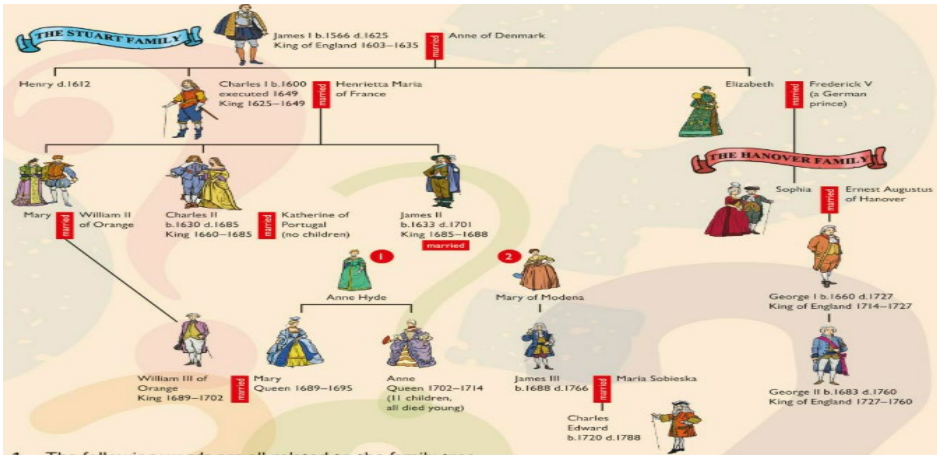 THE STUART FAMILY
James I b.1566 d.1625
King of England 1603–1635
married
Anne of Denmark
Henry d.1612
Charles I b.1600
executed 1649
King 1625–1649
married
Henrietta Maria
of France
Elizabeth
married
Frederick V
(a German
prince)
THE HANOVER FAMILY
Mary
married
William II
of Orange
Charles II
b.1630 d.1685
King 1660–1685
married
Katherine of
Portugal
(no children)
James II
b.1633 d.1701
King 1685–1688
married
Sophia
married
Ernest Augustus
of Hanover
1
Anne Hyde
2
Mary of Modena
George I b.1660 d.1727
King of England 1714–1727
William III of
Orange
King 1689–1702
married
Mary
Queen 1689–1695
Anne
Queen 1702–1714
(11 children,
all died young)
James III
b.1688 d.1766
married
Maria Sobieska
George II b.1683 d.1760
King of England 1727–1760
Charles
Edward
b.1720 d.1788